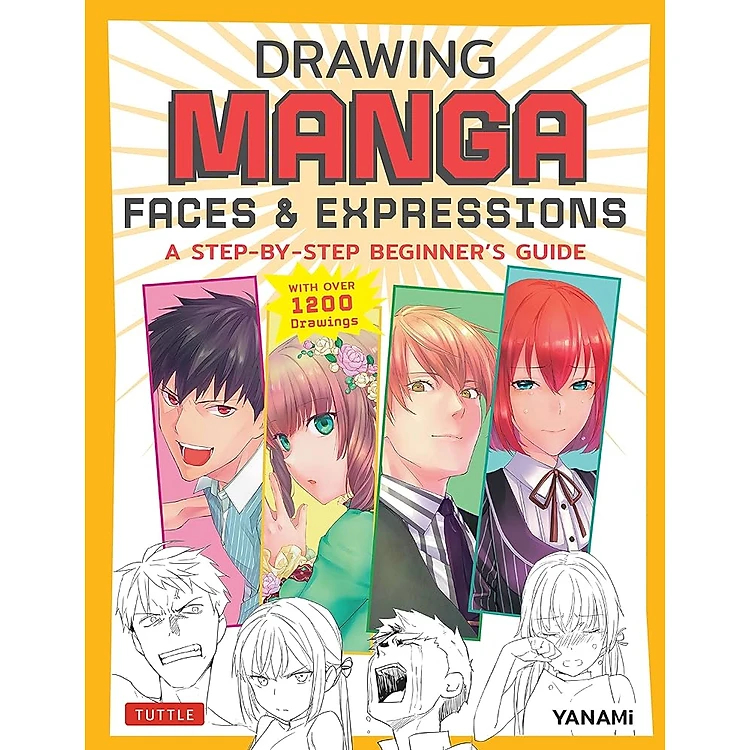 DRAWING
MANGA
FACES & EXPRESSIONS
A STEP-BY-STEP BEGINNER'S GUIDE
WITH OVER
1200
Drawings
TUTTLE
YANAMi